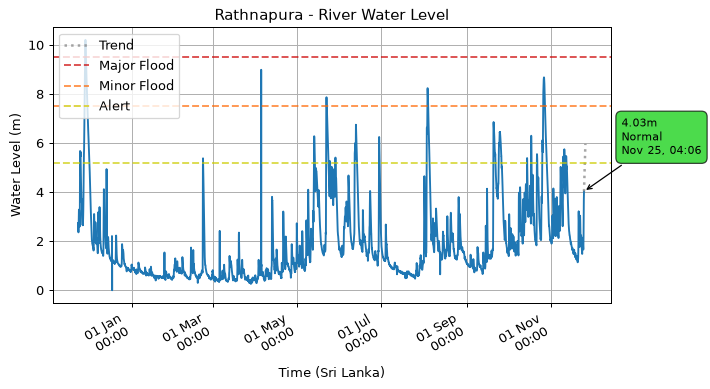 Rathnapura - River Water Level
Trend
Major Flood
Minor Flood
Alert
10
8
6
4
2
0
Water Level (m)
4.03m
Normal
Nov 25, 04:06
01 Jan
00:00
01 Mar
00:00
01 May
00:00
01 Jul
00:00
01 Sep
00:00
01 Nov
00:00
Time (Sri Lanka)